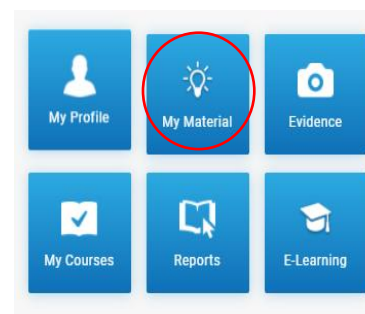 My Profile
My Material
Evidence
My Courses
Reports
E-Learning